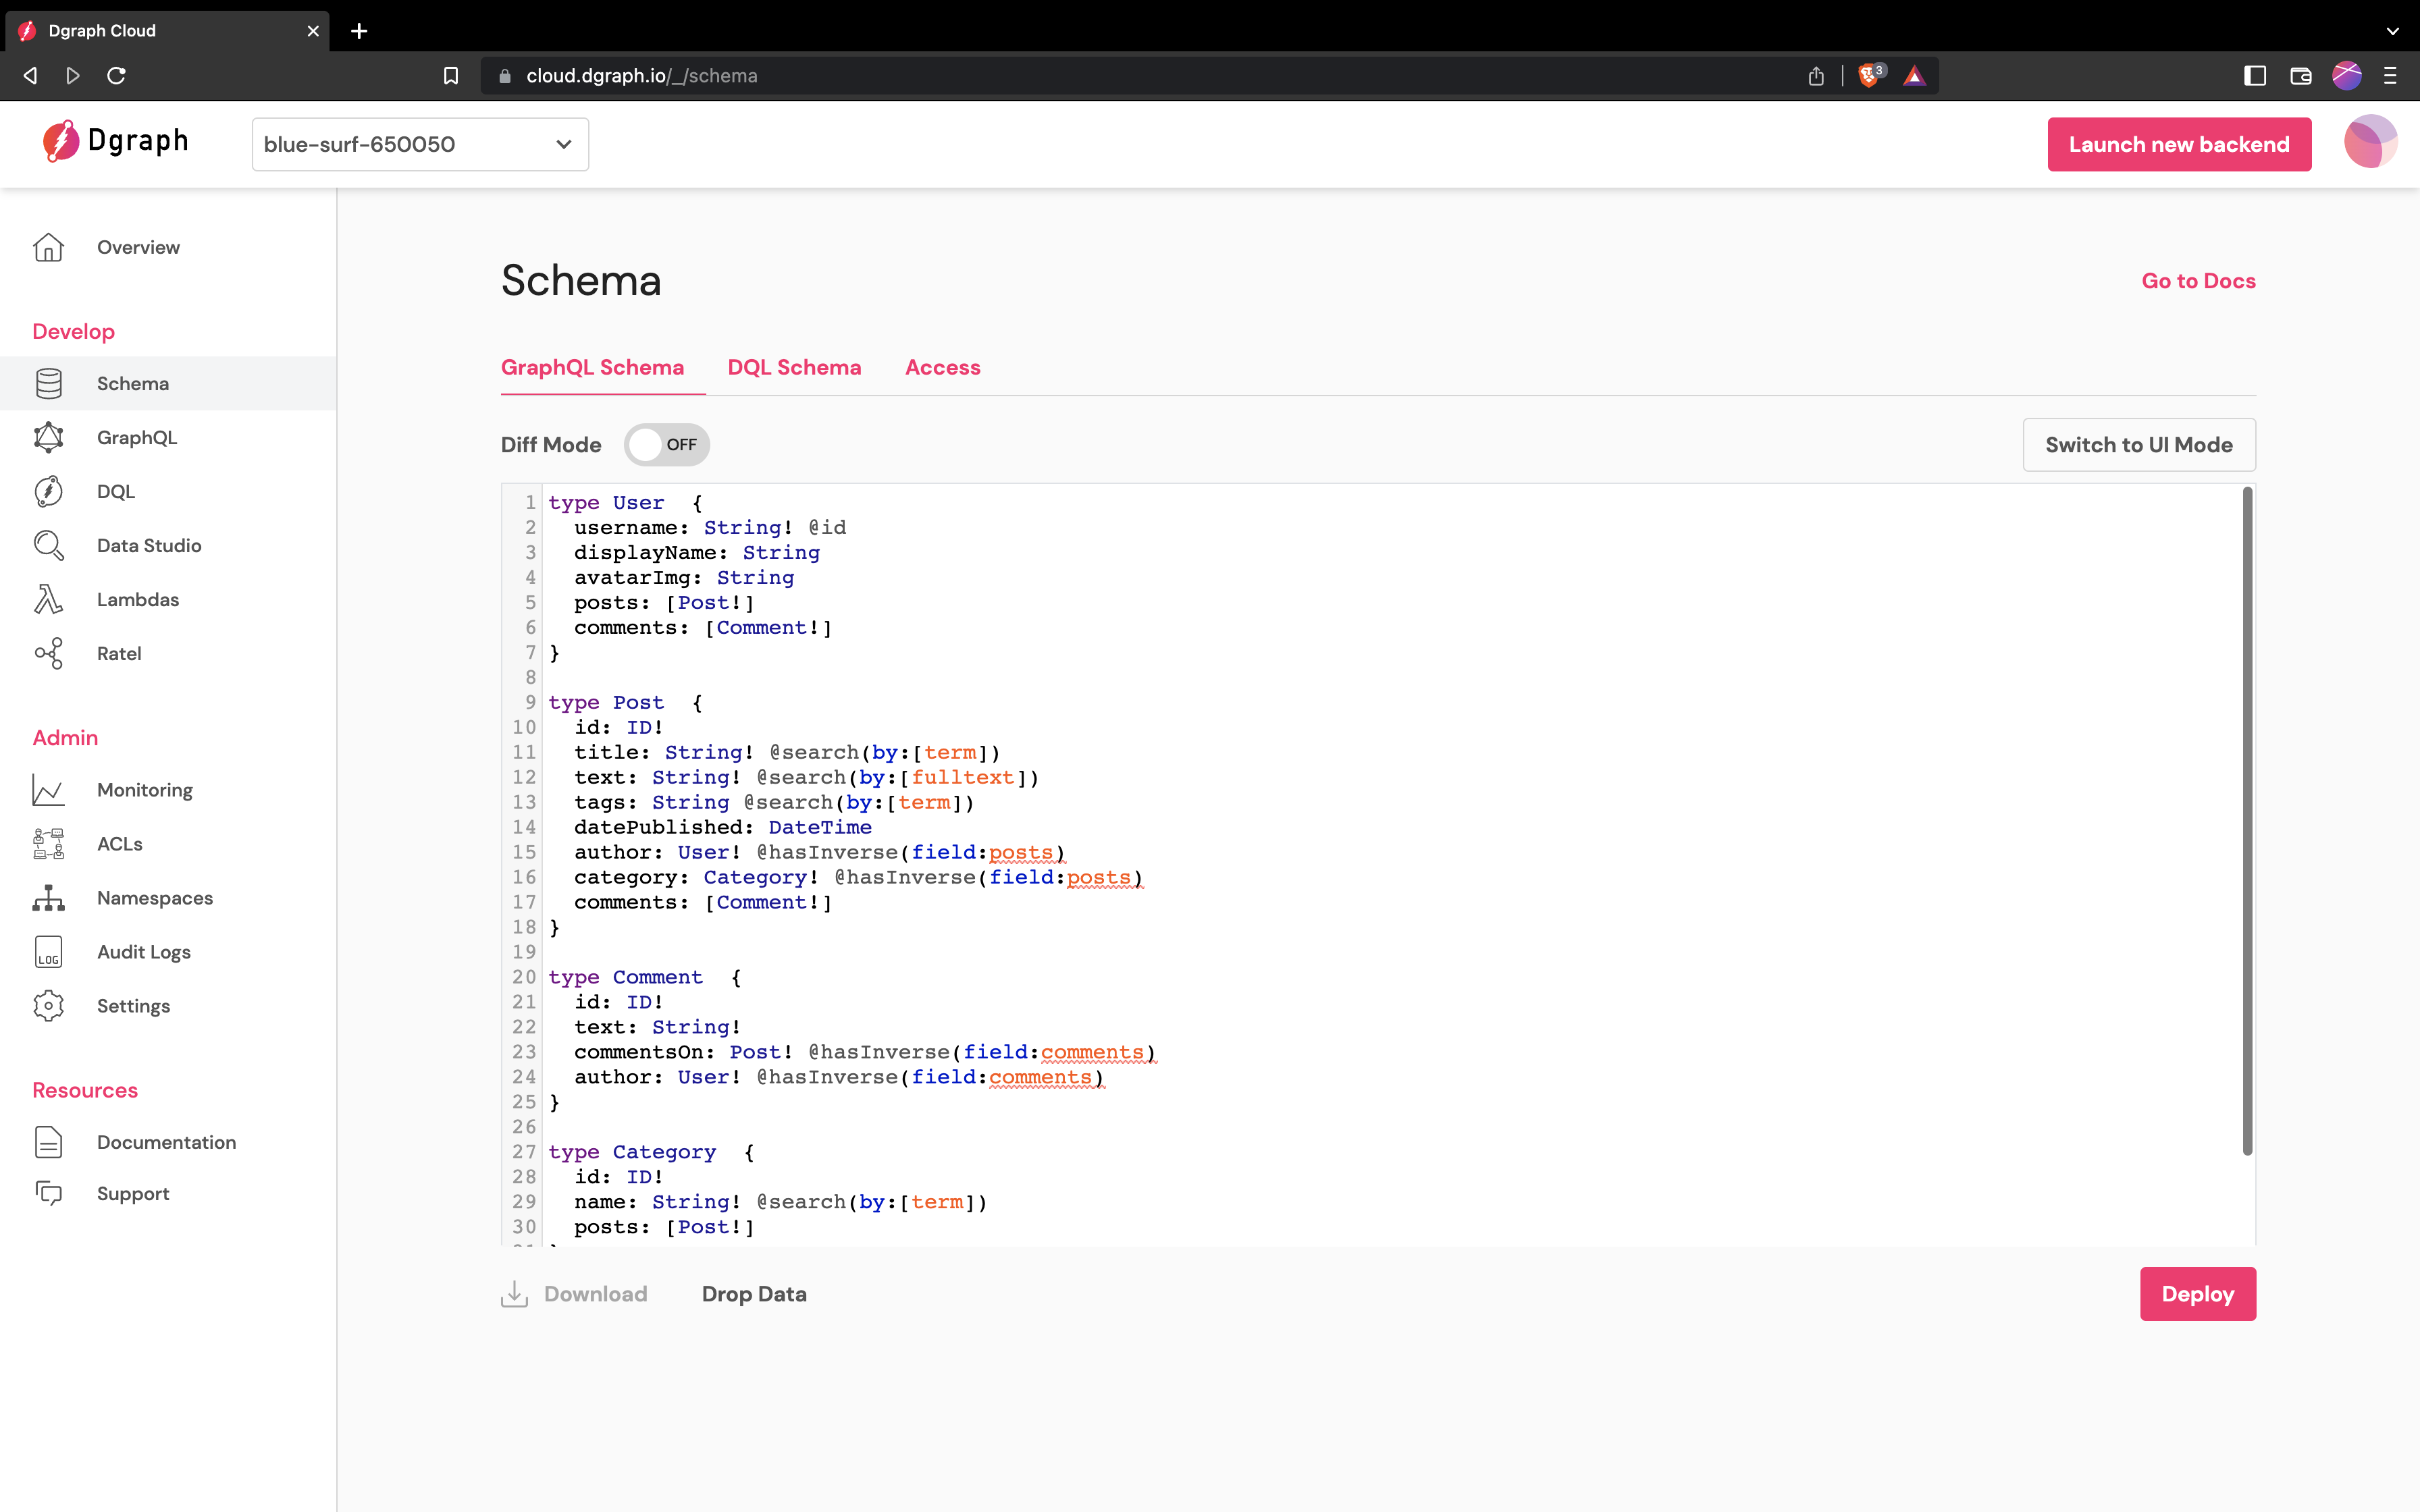 Dgraph Cloud
cloud.dgraph.io/_/schema
3
Dgraph
blue-surf-650050
Launch new backend
Overview
Develop
Schema
GraphQL
DQL
Data Studio
Lambdas
Ratel
Admin
Monitoring
ACLs
Namespaces
LOG
Audit Logs
Settings
Resources
Documentation
Support
Schema
Go to Docs
GraphQL Schema DQL Schema Access
Diff Mode OFF
Switch to UI Mode
1 type User  {
2   username: String! @id
3   displayName: String
4   avatarImg: String
5   posts: [Post!]
6   comments: [Comment!]
7 }
8
9 type Post  {
10   id: ID!
11   title: String! @search(by:[term])
12   text: String! @search(by:[fulltext])
13   tags: String @search(by:[term])
14   datePublished: DateTime
15   author: User! @hasInverse(field:posts)
16   category: Category! @hasInverse(field:posts)
17   comments: [Comment!]
18 }
19
20 type Comment  {
21   id: ID!
22   text: String!
23   commentsOn: Post! @hasInverse(field:comments)
24   author: User! @hasInverse(field:comments)
25 }
26
27 type Category  {
28   id: ID!
29   name: String! @search(by:[term])
30   posts: [Post!]
Download Drop Data
Deploy